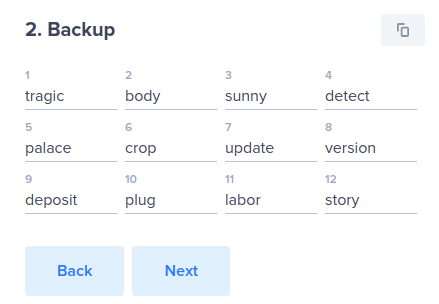 2. Backup
1 2 3 4
tragic body sunny detect
5 6 7 8
palace crop update version
9 10 11 12
deposit plug labor story
Back Next